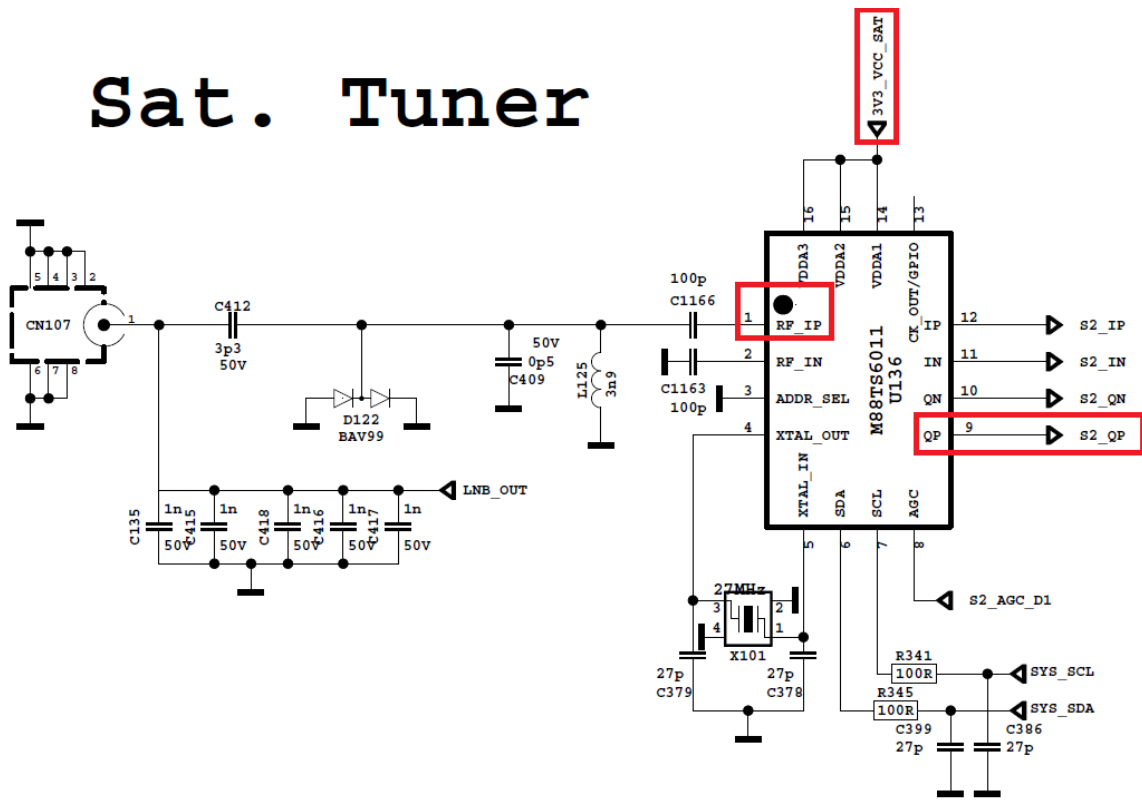 Sat. Tuner
3V3_VCC_SAT
16
15
14
13
VDDA3
VDDA2
VDDA1
CK_OUT/GPIO
5
4
3
2
CN107
1
6
7
8
C412
3p3
50V
D122
BAV99
50V
0p5
C409
L125
3n9
100p
C1166
1
RF_IP
2
RF_IN
C1163
100p
3
ADDR_SEL
4
XTAL_OUT
M88TS6011
U136
IP
12
S2_IP
IN
11
S2_IN
QN
10
S2_QN
QP
9
S2_QP
XTAL_IN
SDA
SCL
AGC
5
6
7
8
LNB_OUT
C135
1n
50V
C415
1n
50V
C418
1n
50V
C416
1n
50V
C417
1n
50V
27MHz
3
2
4
1
X101
27p
C379
27p
C378
S2_AGC_D1
R341
100R
SYS_SCL
R345
100R
SYS_SDA
C399
27p
C386
27p